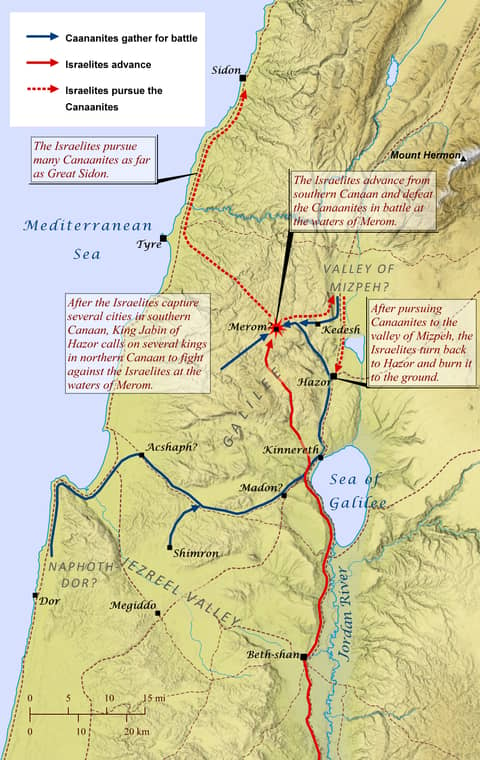 Caananites gather for battle
Israelites advance
Israelites pursue the
Canaanites
Sidon
Mount Hermon
The Israelites pursue
many Canaanites as far
as Great Sidon.
The Israelites advance from
southern Canaan and defeat
the Canaanites in battle at
the waters of Merom.
Mediterranean
Sea
Tyre
VALLEY OF
MIZPEH?
After the Israelites capture
several cities in southern
Canaan, King Jabin of
Hazor calls on several kings
in northern Canaan to fight
against the Israelites at the
waters of Merom.
Merom
Kedesh
After pursuing
Canaanites to the
valley of Mizpeh, the
Israelites turn back
to Hazor and burn it
to the ground.
Hazor
GALILEE
Acshaph?
Kinnereth
Sea of
Galilee
Madon?
Shimron
NAPHOTH-
DOR?
JEZREEL VALLEY
Dor
Megiddo
Jordan River
Beth-shan
0 5 10 15 mi
0 10 20 km